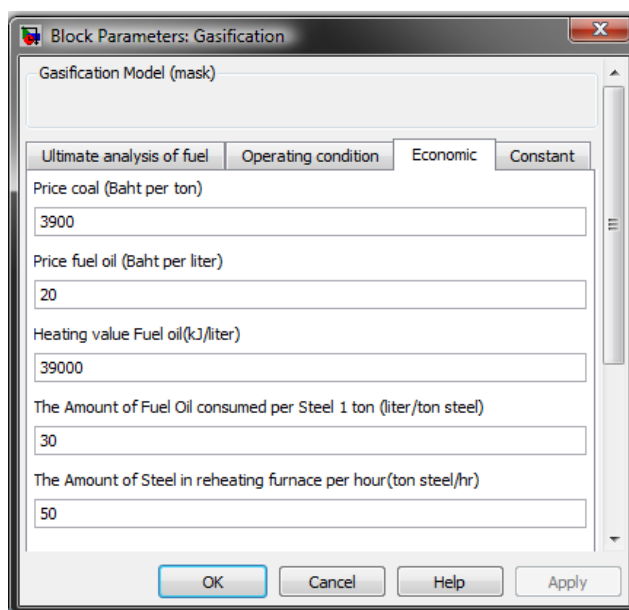 Block Parameters: Gasification
Gasification Model (mask)
Ultimate analysis of fuel Operating condition Economic Constant
Price coal (Baht per ton)
3900
Price fuel oil (Baht per liter)
20
Heating value Fuel oil(kJ/liter)
39000
The Amount of Fuel Oil consumed per Steel 1 ton (liter/ton steel)
30
The Amount of Steel in reheating furnace per hour(ton steel/hr)
50
OK Cancel Help Apply